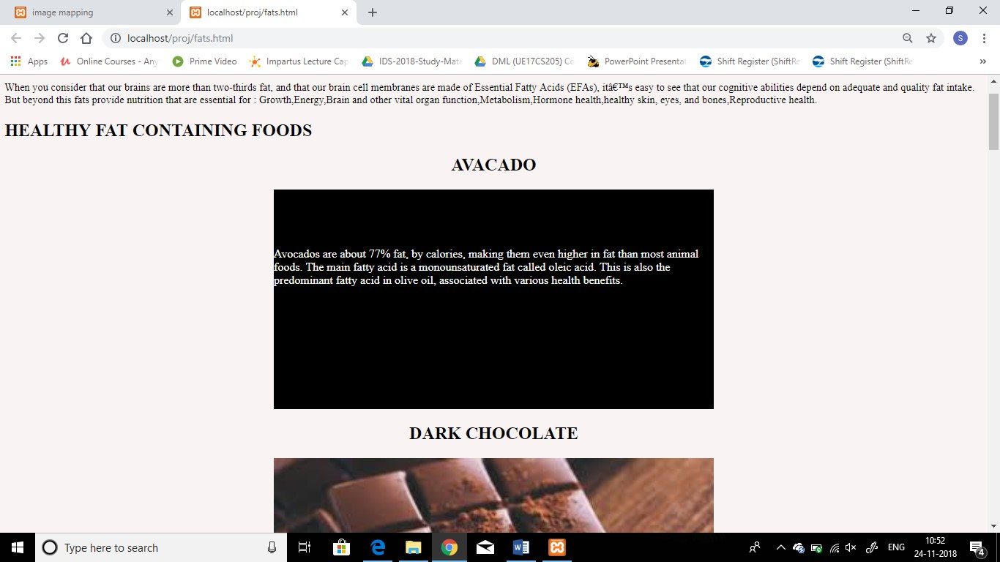 image mapping
localhost/proj/fats.html
localhost/proj/fats.html
S
Apps
Online Courses - Any
Prime Video
Impartus Lecture Cap
IDS-2018-Study-Mate
DML (UE17CS205) Co
PowerPoint Presentat
Shift Register (ShiftRe
Shift Register (ShiftRe
When you consider that our brains are more than two-thirds fat, and that our brain cell membranes are made of Essential Fatty Acids (EFAs), itâ€™s easy to see that our cognitive abilities depend on adequate and quality fat intake.
But beyond this fats provide nutrition that are essential for : Growth,Energy,Brain and other vital organ function,Metabolism,Hormone health,healthy skin, eyes, and bones,Reproductive health.
HEALTHY FAT CONTAINING FOODS
AVACADO
Avocados are about 77% fat, by calories, making them even higher in fat than most animal
foods. The main fatty acid is a monounsaturated fat called oleic acid. This is also the
predominant fatty acid in olive oil, associated with various health benefits.
DARK CHOCOLATE
Type here to search
ENG
10:52
24-11-2018
4